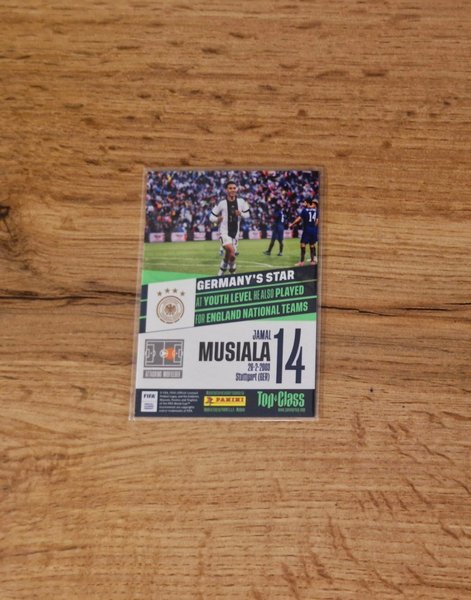 14
GERMANY'S STAR
AT YOUTH LEVEL HE ALSO PLAYED
FOR ENGLAND NATIONAL TEAMS
JAMAL
MUSIALA
14
26-2-2003
Stuttgart (GER)
ATTACKING MIDFIELDER
FIFA
PANINI
Top Class